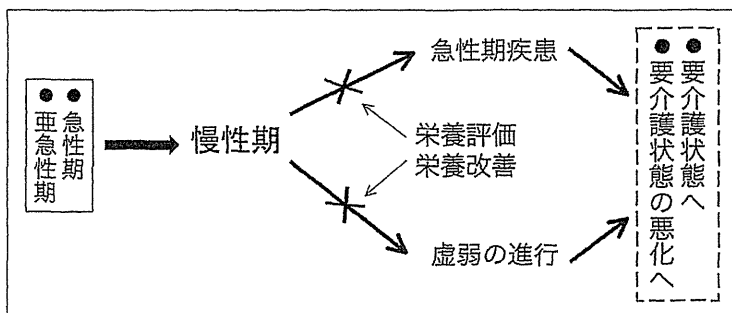 ● 急性期
● 亜急性期
慢性期
急性期疾患
栄養評価
栄養改善
虚弱の進行
● 要介護状態へ
● 要介護状態の悪化へ